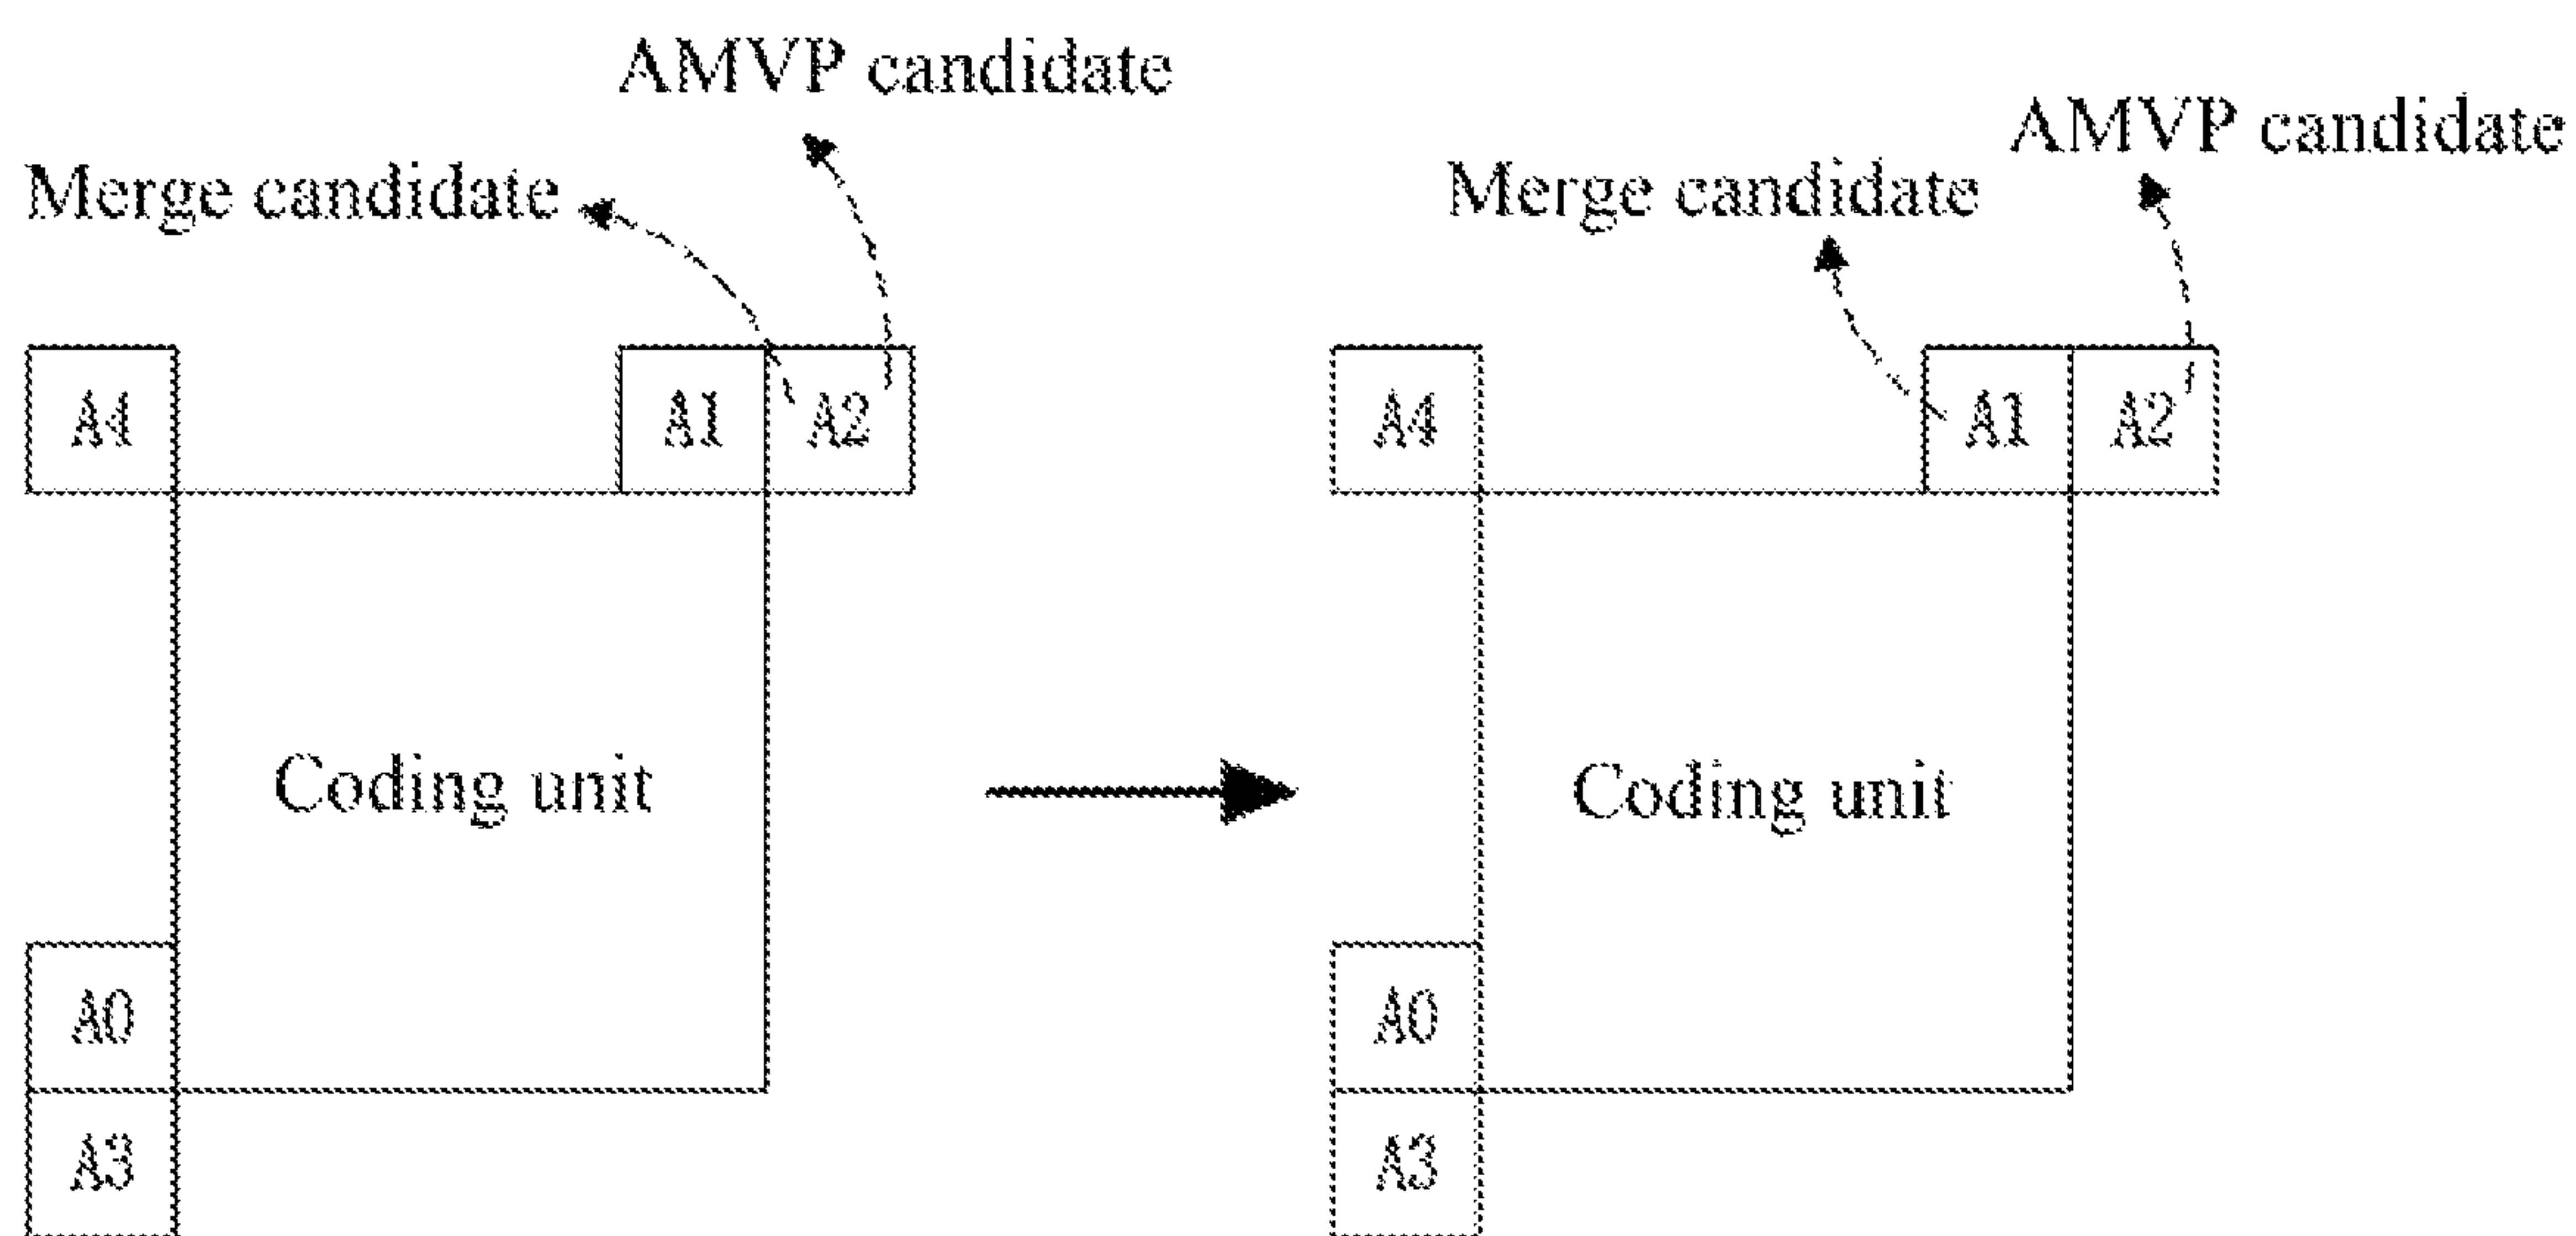 AMVP candidate
Merge candidate
A4
A1
A2
Coding unit
A0
A3
AMVP candidate
Merge candidate
A4
A1
A2
Coding unit
A0
A3